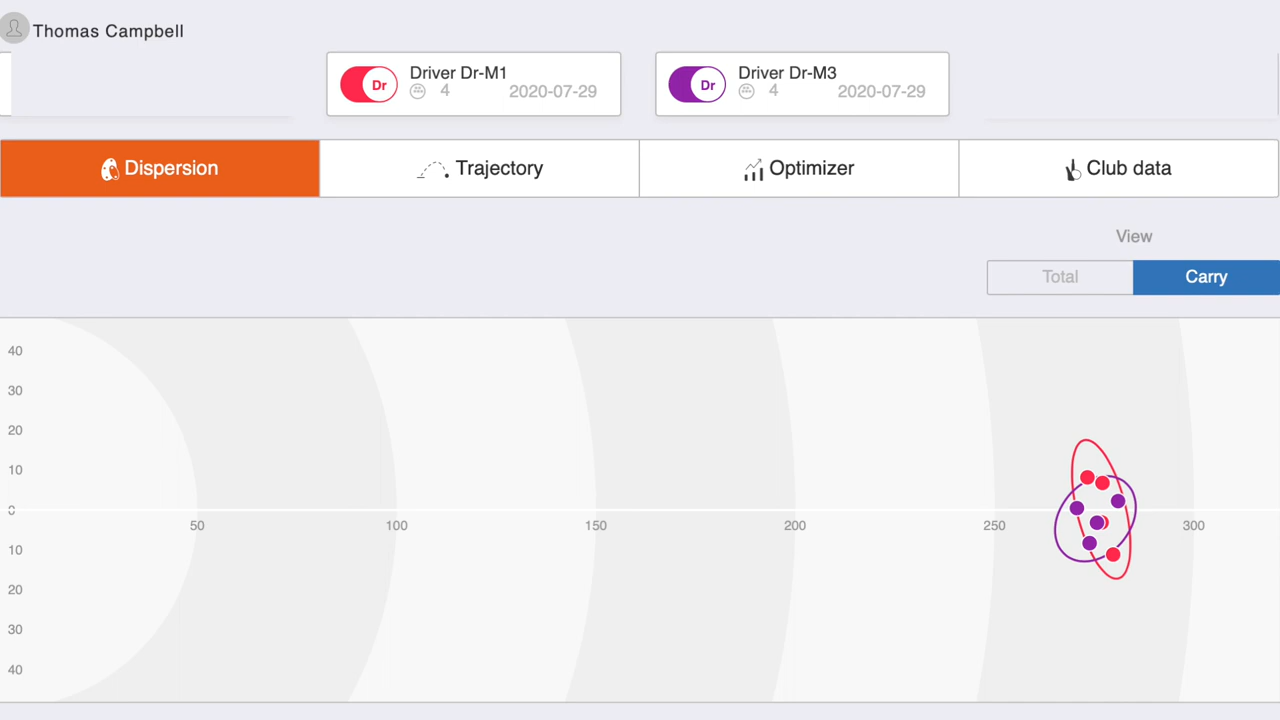 Thomas Campbell
Dr
Driver Dr-M1
4
2020-07-29
Dr
Driver Dr-M3
4
2020-07-29
Dispersion
Trajectory
Optimizer
Club data
View
Total
Carry
40
30
20
10
0
50
100
150
200
250
300
10
20
30
40